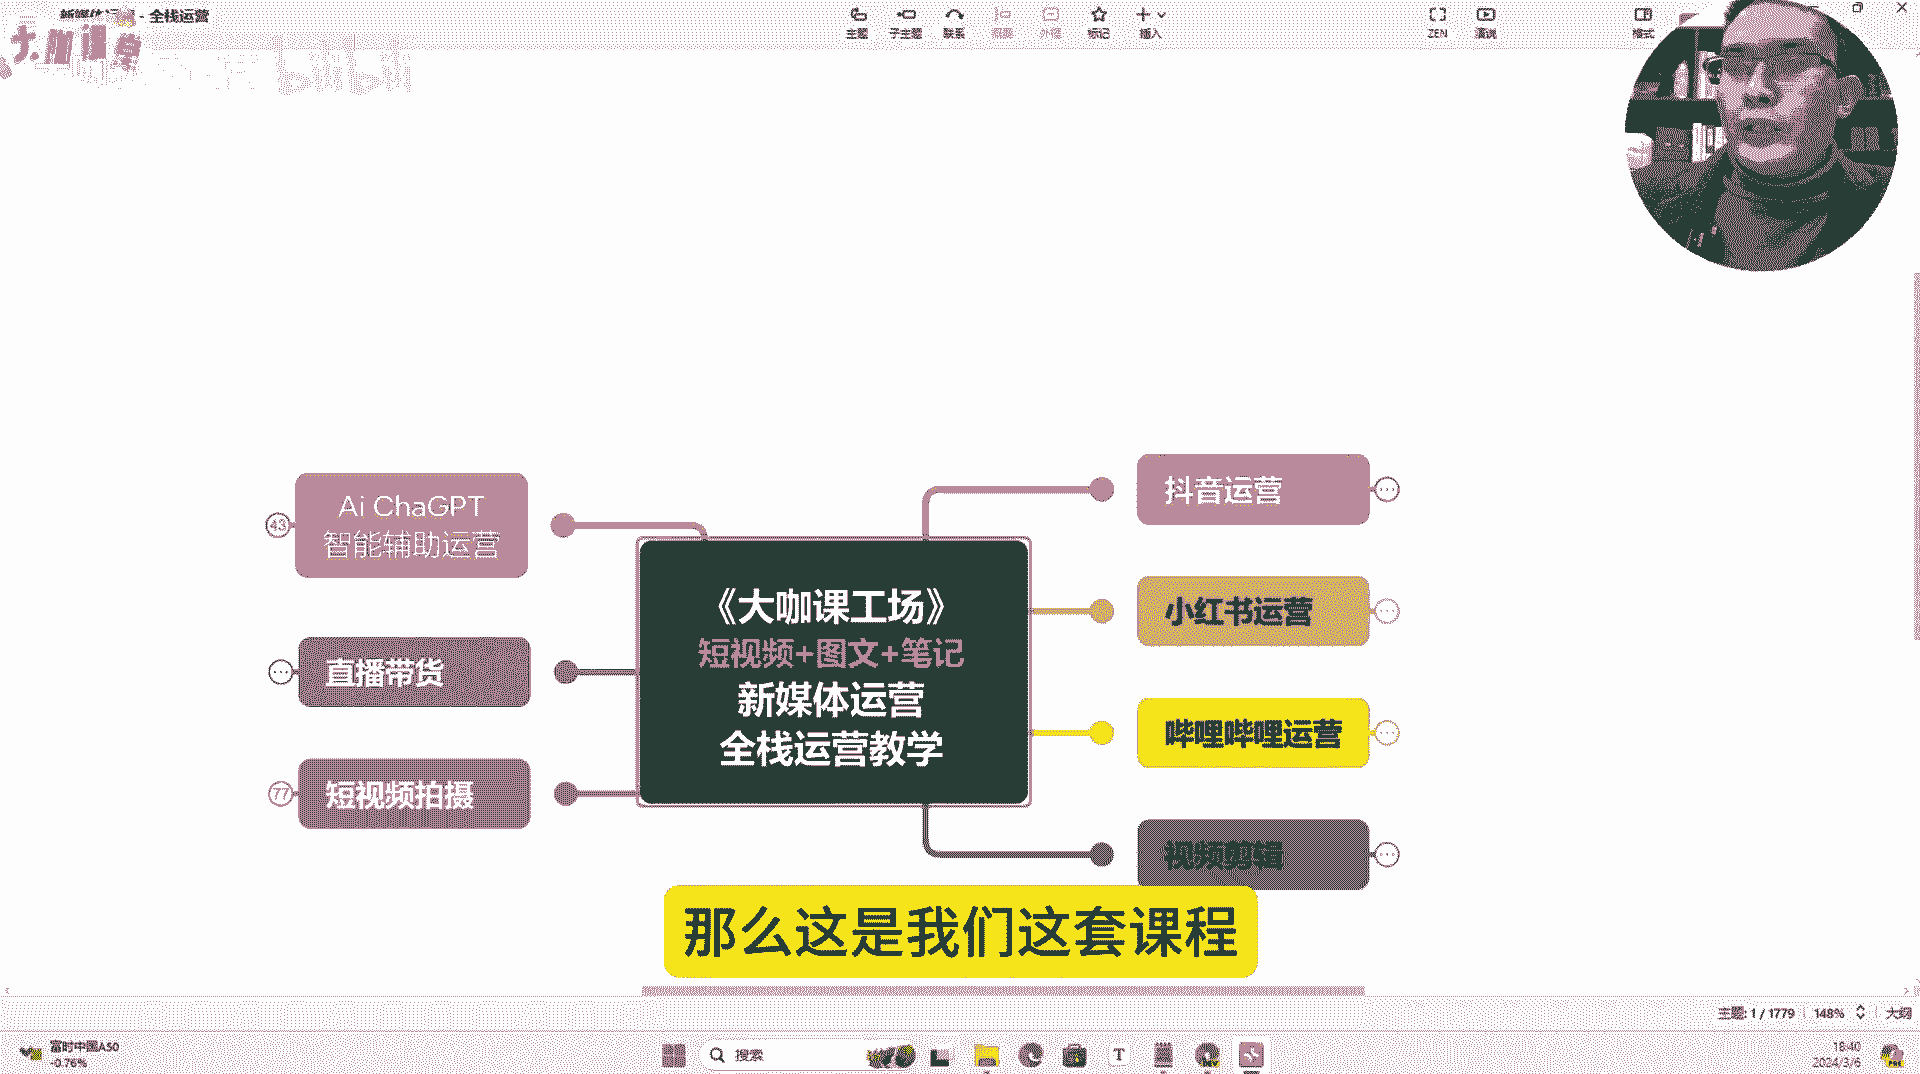 全栈运营
主题 子主题 联系 概要 外框 标记 插入 ZEN 演说 格式
大咖课堂
Ai ChaGPT
智能辅助运营
43
直播带货
短视频拍摄
77
《大咖课工场》
短视频+图文+笔记
新媒体运营
全栈运营教学
抖音运营
小红书运营
哔哩哔哩运营
视频剪辑
那么这是我们这套课程
主题: 1 / 1779 148% 大纲
富时中国A50
-0.76%
搜索
18:40
2024/3/6